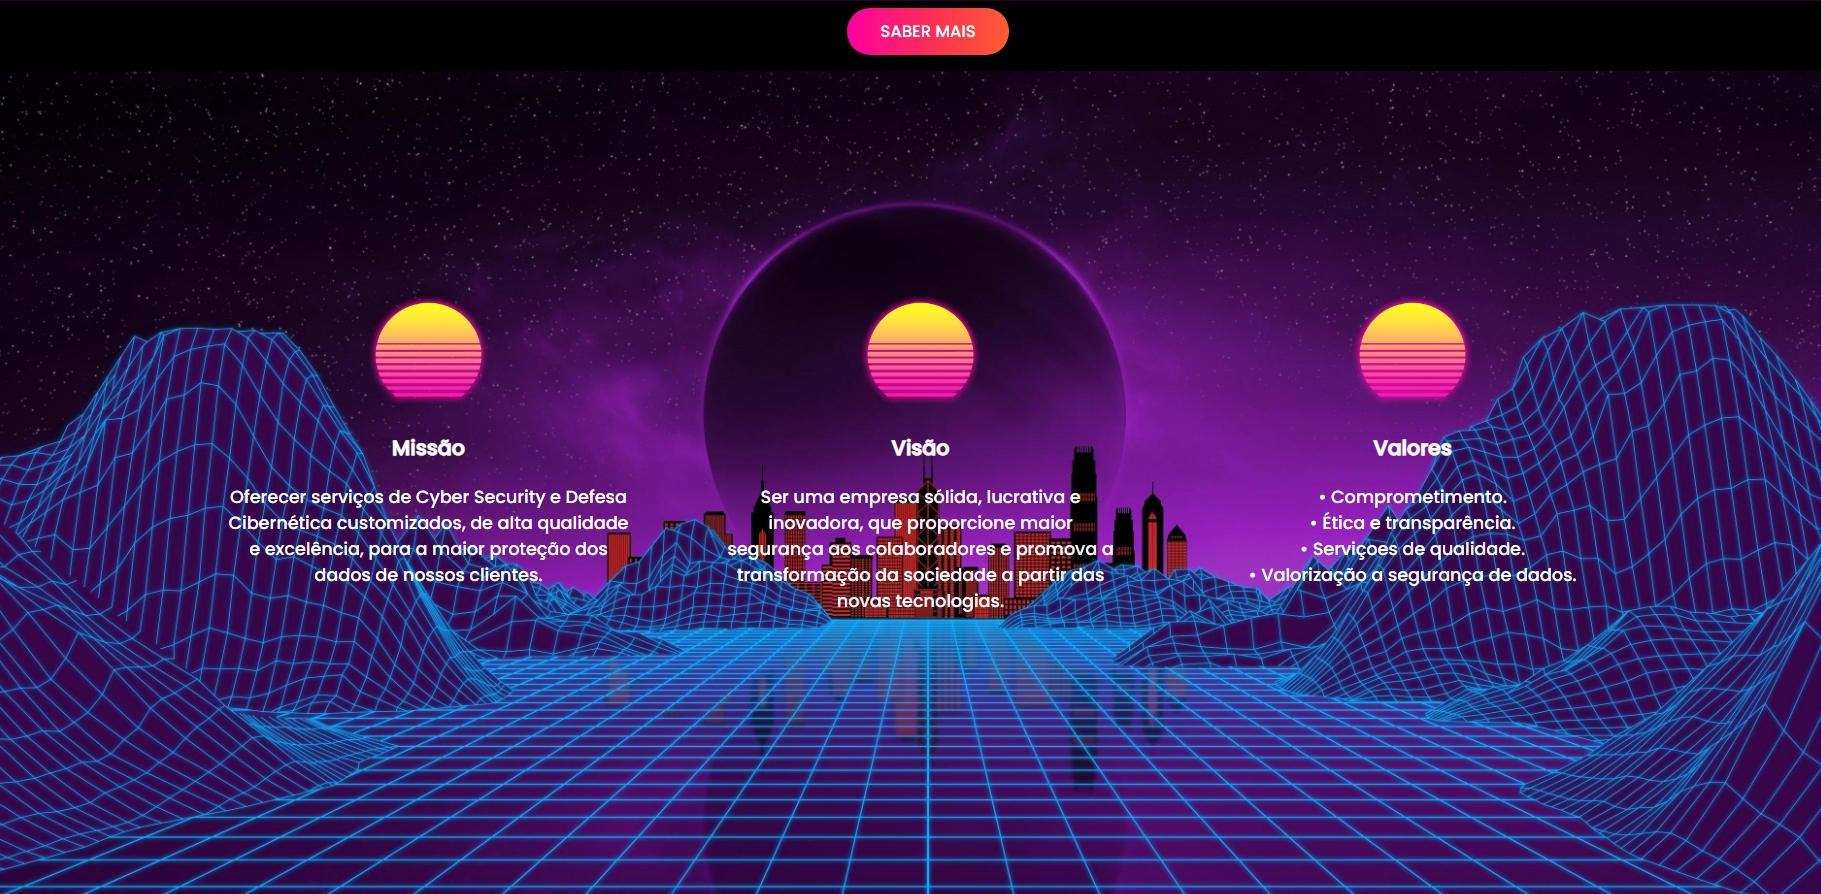 SABER MAIS
Missão
Oferecer serviços de Cyber Security e Defesa
Cibernética customizados, de alta qualidade
e excelência, para a maior proteção dos
dados de nossos clientes.
Visão
Ser uma empresa sólida, lucrativa e
inovadora, que proporcione maior
segurança aos colaboradores e promova a
transformação da sociedade a partir das
novas tecnologias.
Valores
• Comprometimento.
• Ética e transparência.
• Serviçoes de qualidade.
• Valorização a segurança de dados.